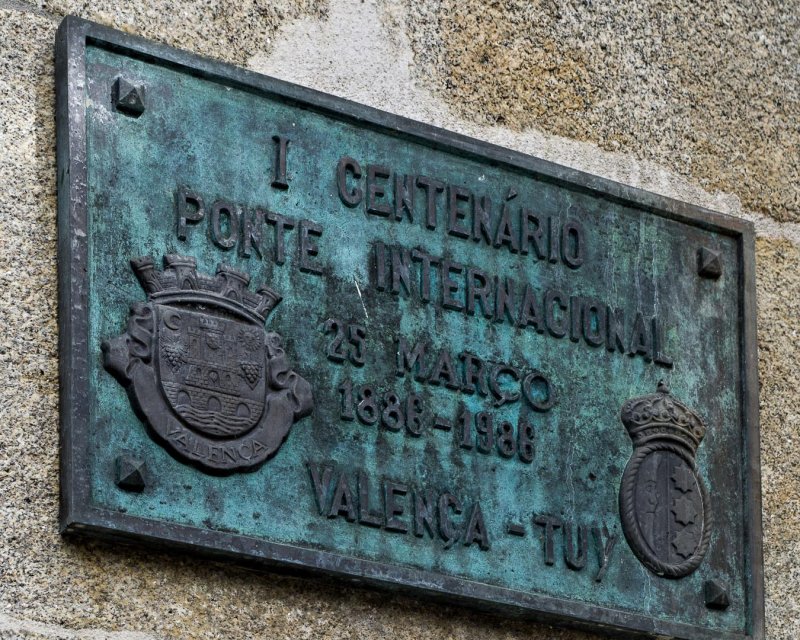 I CENTENÁRIO
PONTE INTERNACIONAL
25 MARÇO
1886-1986
VALENÇA - TUY
VALENÇA